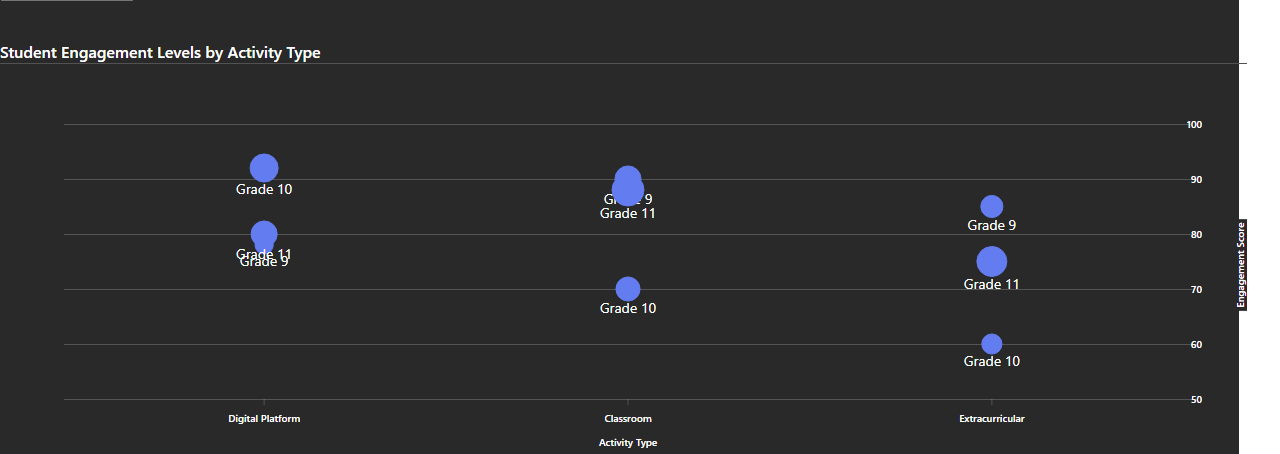 Student Engagement Levels by Activity Type
100
Grade 10
90
Grade 9
Grade 11
Grade 9
80
Grade 11
Grade 9
Engagement Score
Grade 11
70
Grade 10
60
Grade 10
50
Digital Platform Classroom Extracurricular
Activity Type